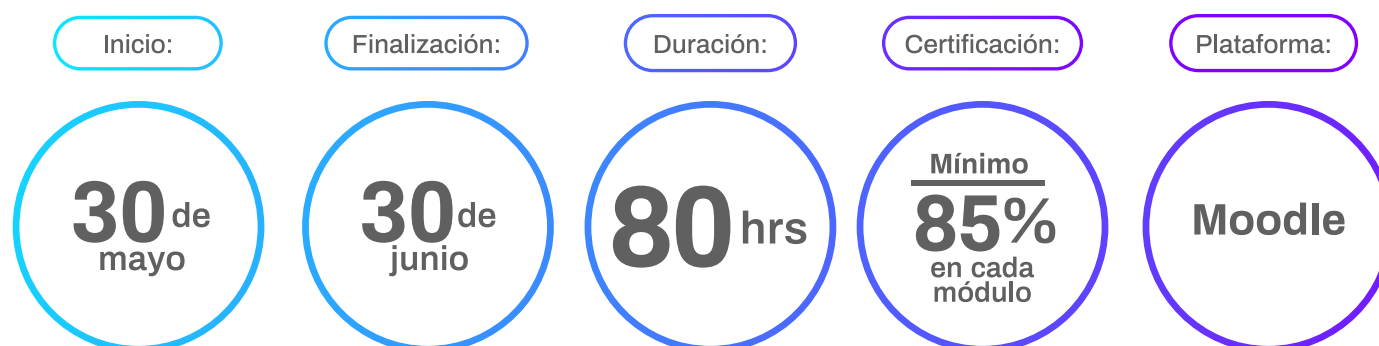 Inicio:
Finalización:
Duración:
Certificación:
Plataforma:
30 de
mayo
30 de
junio
80 hrs
Mínimo
85%
en cada
módulo
Moodle